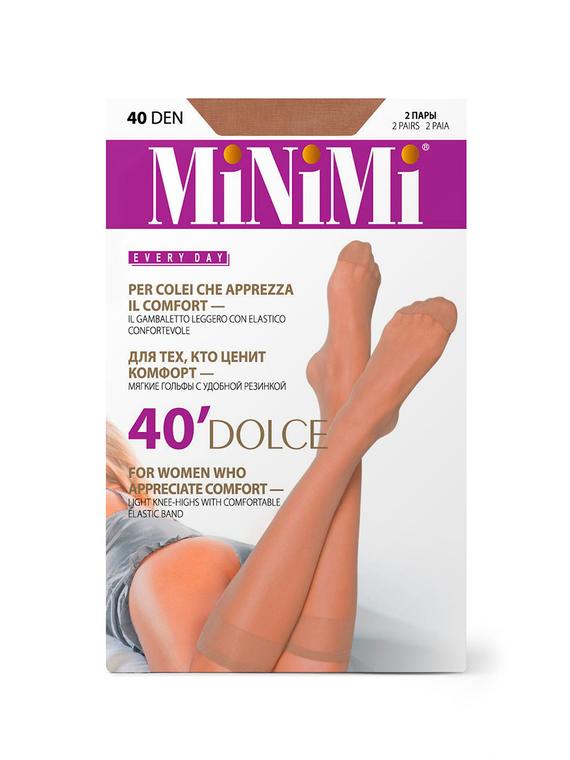 40 DEN
2 ПАРЫ
2 PAIRS 2 PAIA
MiNiMi®
EVERY DAY
PER COLEI CHE APPREZZA
IL COMFORT —
IL GAMBALETTO LEGGERO CON ELASTICO
CONFORTEVOLE
ДЛЯ ТЕХ, КТО ЦЕНИТ
КОМФОРТ —
МЯГКИЕ ГОЛЬФЫ С УДОБНОЙ РЕЗИНКОЙ
40’ DOLCE
FOR WOMEN WHO
APPRECIATE COMFORT —
LIGHT KNEE-HIGHS WITH COMFORTABLE
ELASTIC BAND